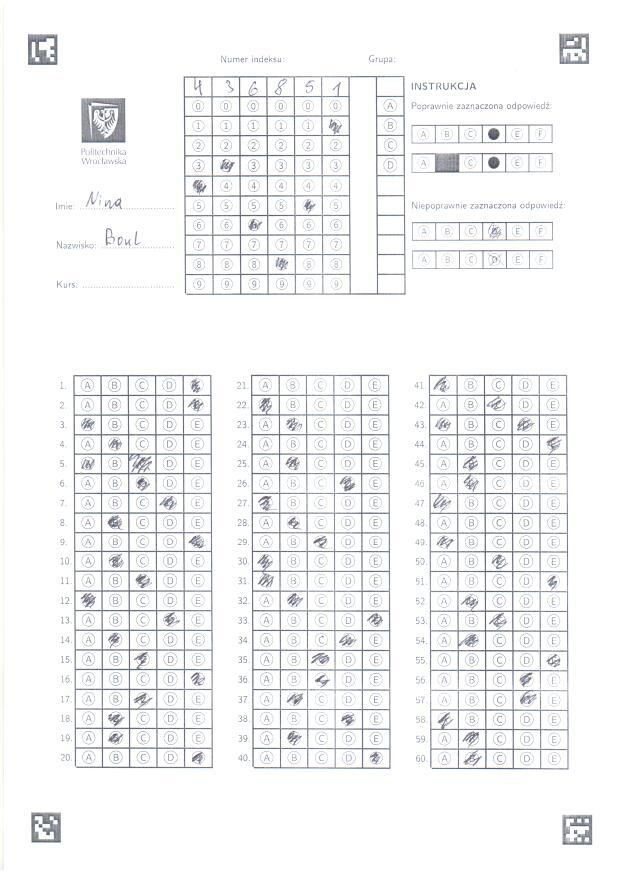 Numer indeksu: Grupa:
4 3 6 8 5 1
INSTRUKCJA
Poprawnie zaznaczona odpowiedź:
0 0 0 0 0 0 A
1 1 1 1 1 B
2 2 2 2 2 2 C
3 3 3 3 3 D
4 4 4 4 4
5 5 5 5 5
6 6 6 6 6
7 7 7 7 7 7
8 8 8 8 8
9 9 9 9 9 9
A B C E F
A C E F
Politechnika
Wrocławska
Imię: Nina
Nazwisko: Boul
Kurs:
Niepoprawnie zaznaczona odpowiedź:
A B C E F
A B C D E F
1. A B C D 21. A B C D E 41. B C D E
2. A B C D 22. B C D E 42. A B D E
3. B C D E 23. A C D E 43. B C E
4. A C D E 24. A B C D E 44. A B C D
5. B D E 25. A C D E 45. A C D E
6. A B D E 26. A B C E 46. A C D E
7. A B C E 27. B C D E 47. B C D E
8. A C D E 28. A C D E 48. A B C D E
9. A B C D 29. A B D E 49. B C D E
10. A C D E 30. B C D E 50. A B D E
11. A B D E 31. B C D E 51. A B C D
12. B C D E 32. A C D E 52. A C D E
13. A B C E 33. A B C D 53. A B D E
14. A C D E 34. A B C E 54. A C D E
15. A B D E 35. A B D E 55. A B C D
16. A B C D 36. A B D E 56. A B C E
17. A B D E 37. A C D E 57. A B C E
18. A C D E 38. A B C E 58. B C D E
19. A C D E 39. A C D E 59. A C D E
20. A B C D 40. A B C D 60. A C D E